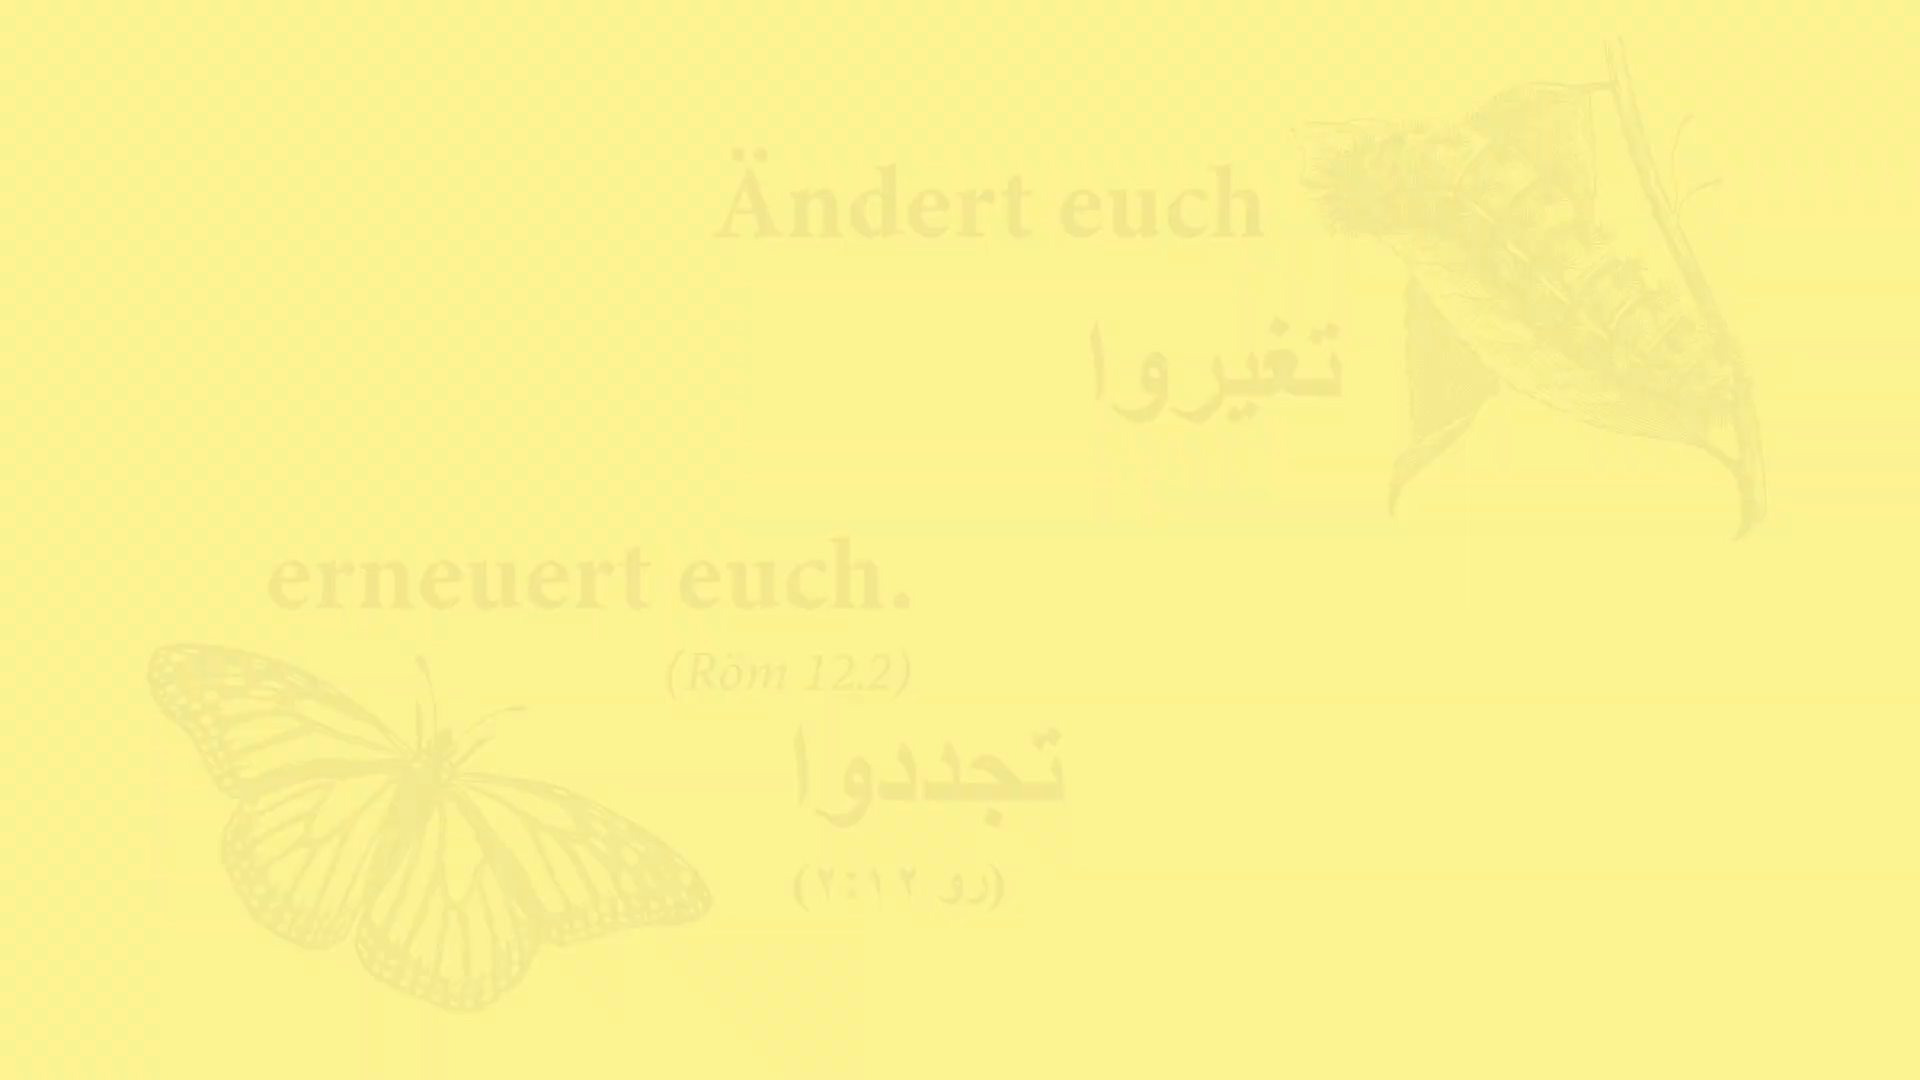 Ändert euch
تغيروا
erneuert euch.
(Röm 12.2)
تجددوا
(رو ٢:١٢)